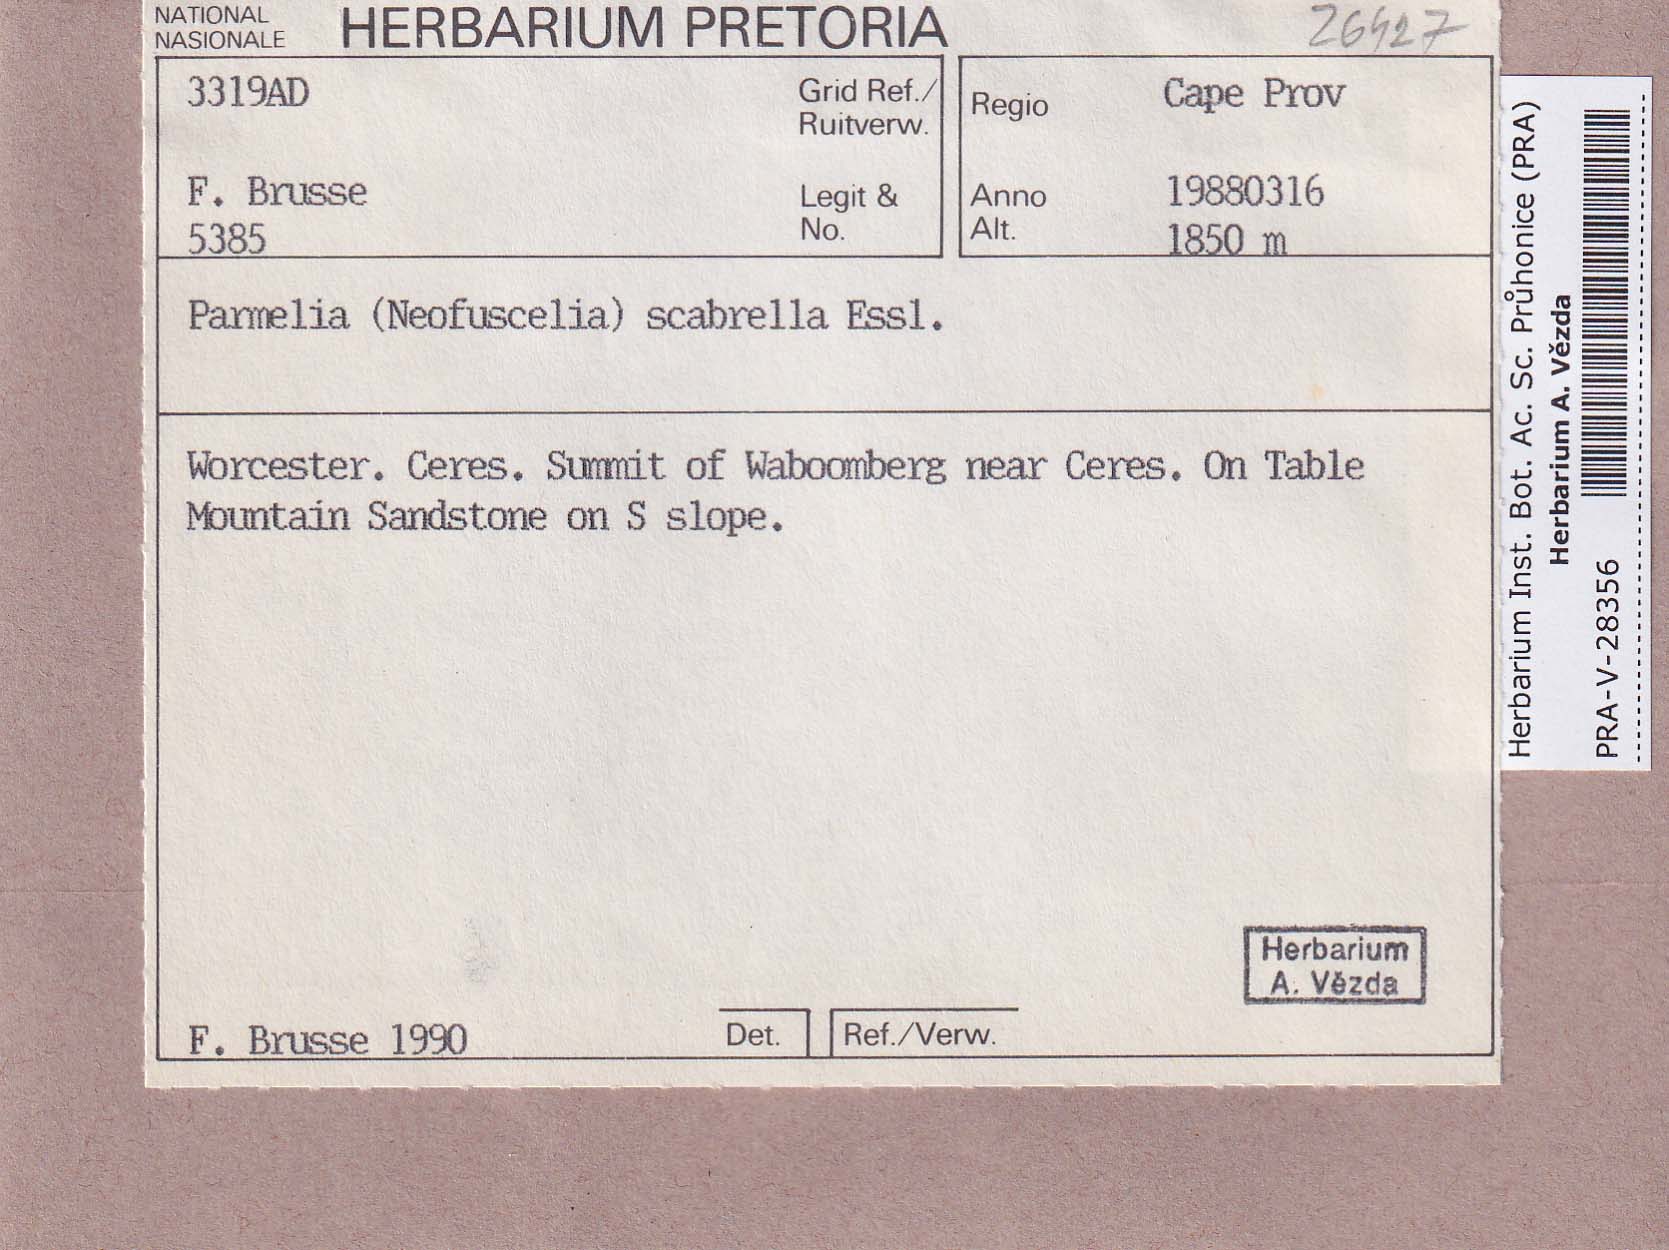 NATIONAL
NASIONALE
HERBARIUM PRETORIA
26427
3319AD
Grid Ref./
Ruitverw.
Regio
Cape Prov
F. Brusse
5385
Legit &
No.
Anno
19880316
Alt.
1850 m
Parmelia (Neofuscelia) scabrella Essl.
Worcester. Ceres. Summit of Waboomberg near Ceres. On Table
Mountain Sandstone on S slope.
Herbarium
A. Vězda
F. Brusse 1990
Det.
Ref./Verw.
Herbarium Inst. Bot. Ac. Sc. Průhonice (PRA)
Herbarium A. Vězda
PRA-V-28356